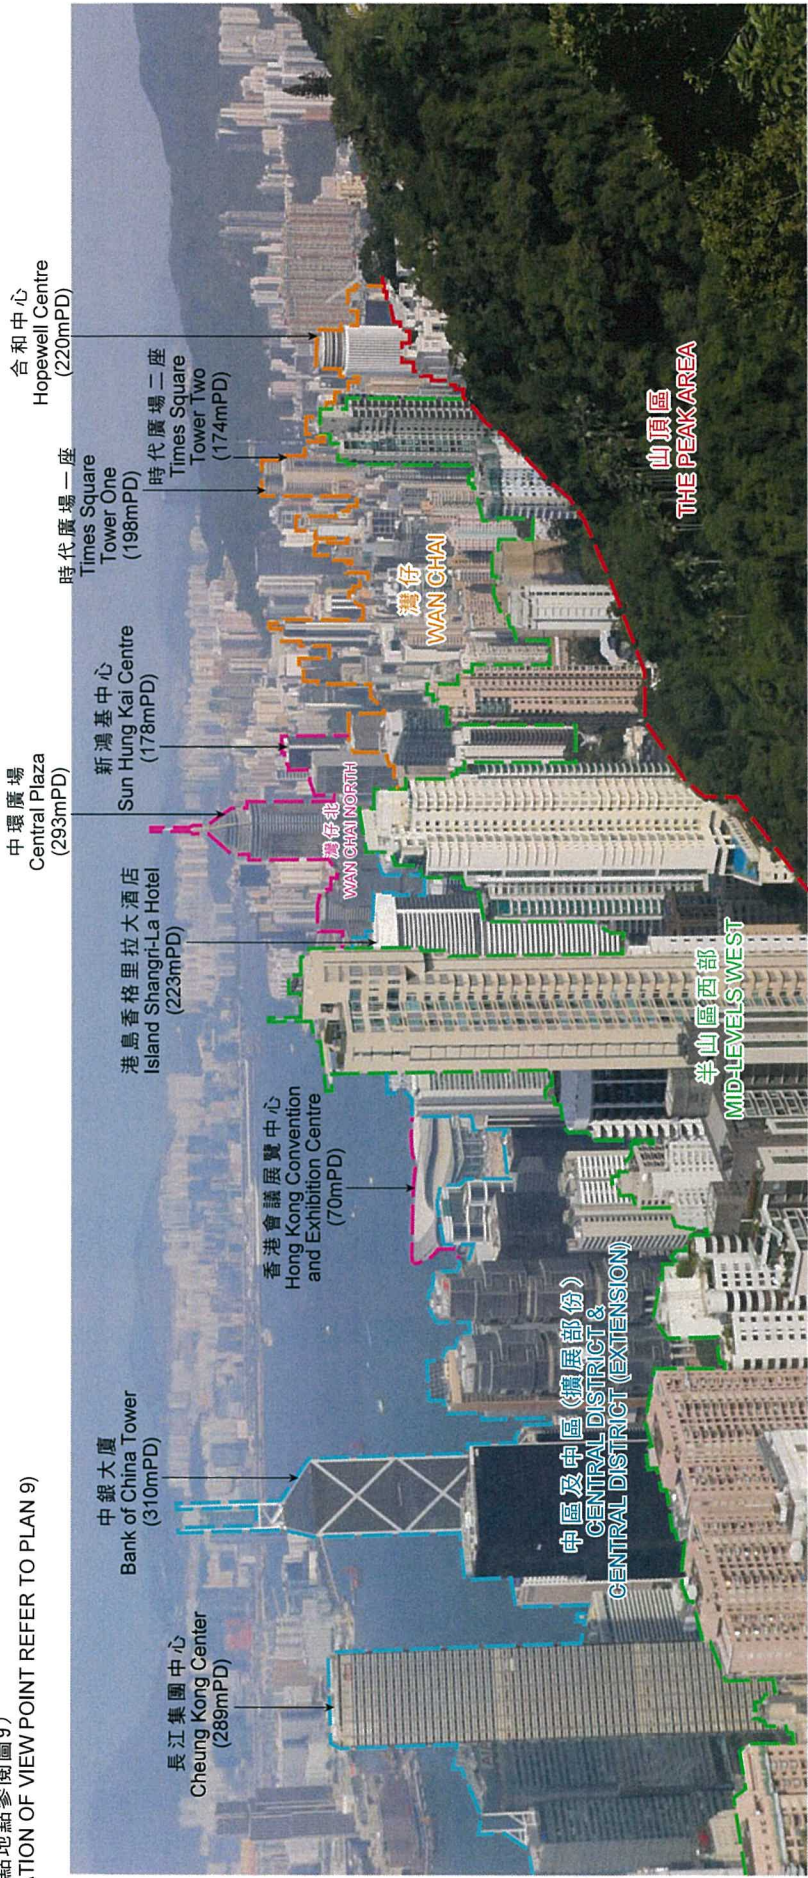 點地點參閱圖9)
TION OF VIEW POINT REFER TO PLAN 9)
長江集團中心
Cheung Kong Center
(289mPD)
中銀大廈
Bank of China Tower
(310mPD)
香港會議展覽中心
Hong Kong Convention
and Exhibition Centre
(70mPD)
港島香格里拉大酒店
Island Shangri-La Hotel
(223mPD)
中環廣場
Central Plaza
(293mPD)
新鴻基中心
Sun Hung Kai Centre
(178mPD)
時代廣場一座
Times Square
Tower One
(198mPD)
時代廣場二座
Times Square
Tower Two
(174mPD)
合和中心
Hopewell Centre
(220mPD)
中區及中區(擴展部份)
CENTRAL DISTRICT &
CENTRAL DISTRICT (EXTENSION)
半山區西部
MID-LEVELS WEST
灣仔北
WAN CHAI NORTH
灣仔
WAN CHAI
山頂區
THE PEAK AREA